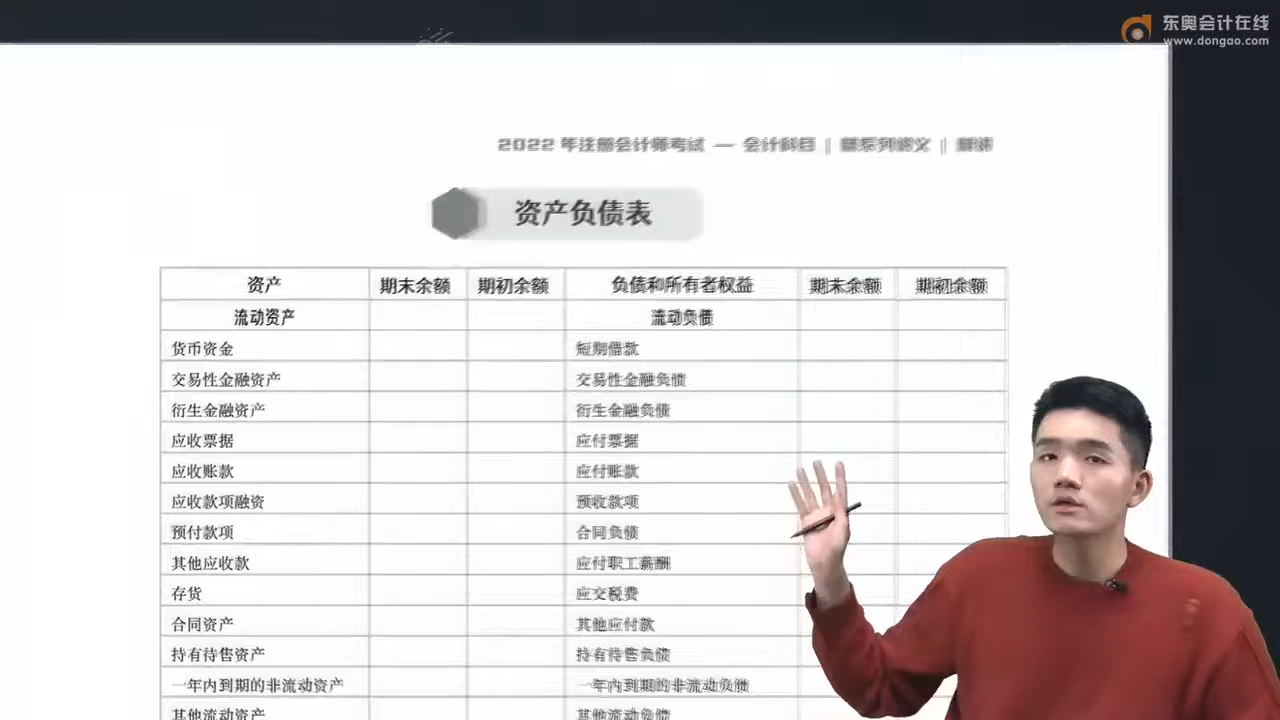 东奥会计在线
www.dongao.com
2022 年注册会计师考试 — 会计科目 ||
资产负债表
资产 期末余额 期初余额 负债和所有者权益 期末余额 期初余额
流动资产 流动负债
货币资金 短期借款
交易性金融资产 交易性金融负债
衍生金融资产 衍生金融负债
应收票据 应付票据
应收账款 应付账款
应收款项融资 预收款项
预付款项 合同负债
其他应收款 应付职工薪酬
存货 应交税费
合同资产 其他应付款
持有待售资产 持有待售负债
一年内到期的非流动资产 一年内到期的非流动负债
其他流动资产 其他流动负债